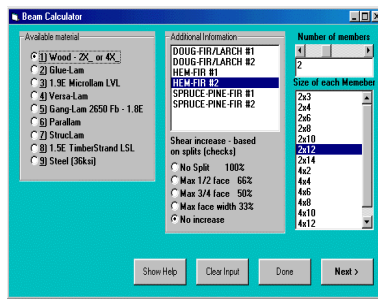 Beam Calculator
Available material
1) Wood - 2X_ or 4X_
2) Glue-Lam
3) 1.9E Microllam LVL
4) Versa-Lam
5) Gang-Lam 2650 Fb - 1.8E
6) Parallam
7) StrucLam
8) 1.5E TimberStrand LSL
9) Steel (36ksi)
Additional Information
DOUG-FIR/LARCH #1
DOUG-FIR/LARCH #2
HEM-FIR #1
HEM-FIR #2
SPRUCE-PINE-FIR #1
SPRUCE-PINE-FIR #2
Shear increase - based
on splits (checks)
No Split 100%
Max 1/2 face 66%
Max 3/4 face 50%
Max face width 33%
No increase
Number of members
2
Size of each Memeber
2x3
2x4
2x6
2x8
2x10
2x12
2x14
4x2
4x4
4x6
4x8
4x10
4x12
Show Help
Clear Input
Done
Next >